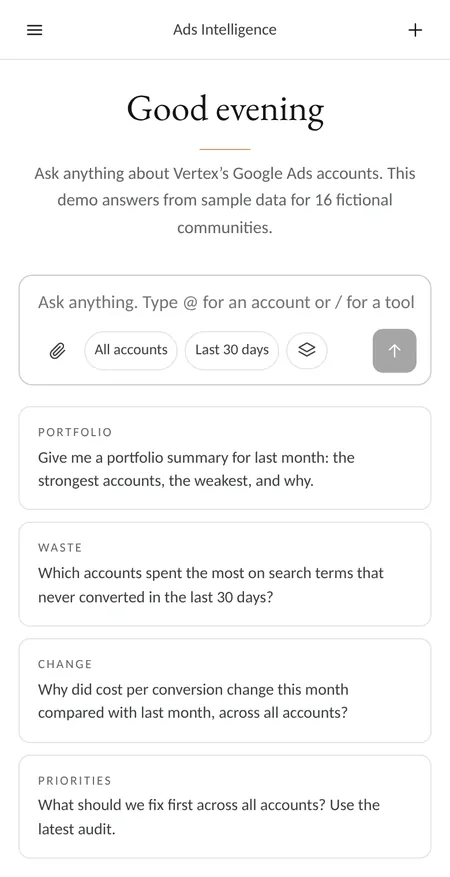 Ads Intelligence
Good evening
Ask anything about Vertex’s Google Ads accounts. This
demo answers from sample data for 16 fictional
communities.
Ask anything. Type @ for an account or / for a tool
All accounts
Last 30 days
PORTFOLIO
Give me a portfolio summary for last month: the
strongest accounts, the weakest, and why.
WASTE
Which accounts spent the most on search terms that
never converted in the last 30 days?
CHANGE
Why did cost per conversion change this month
compared with last month, across all accounts?
PRIORITIES
What should we fix first across all accounts? Use the
latest audit.